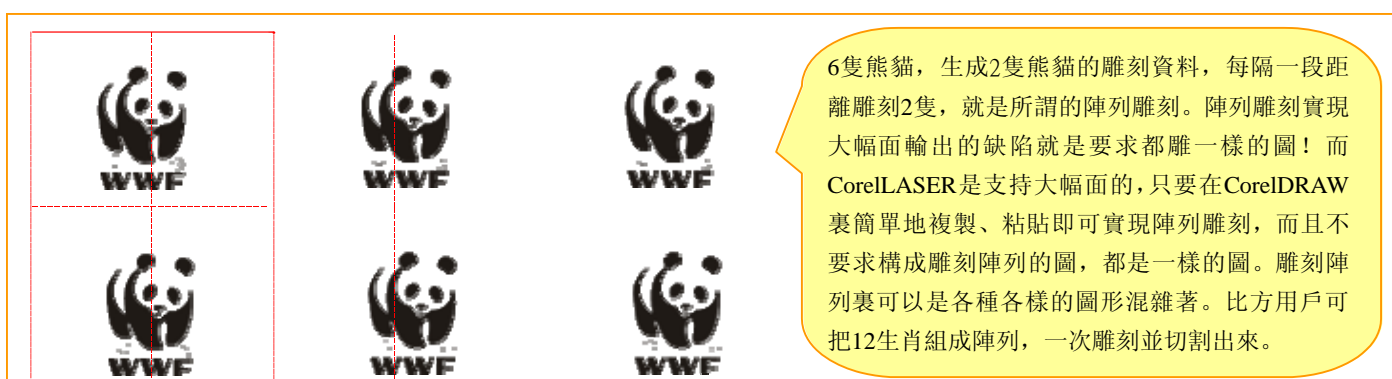 WWF WWF WWF
WWF WWF WWF
6隻熊貓，生成2隻熊貓的雕刻資料，每隔一段距
離雕刻2隻，就是所謂的陣列雕刻。陣列雕刻實現
大幅面輸出的缺陷就是要求都雕一樣的圖！而
CorelLASER是支持大幅面的，只要在CorelDRAW
裏簡單地複製、粘貼即可實現陣列雕刻，而且不
要求構成雕刻陣列的圖，都是一樣的圖。雕刻陣
列裏可以是各種各樣的圖形混雜著。比方用戶可
把12生肖組成陣列，一次雕刻並切割出來。